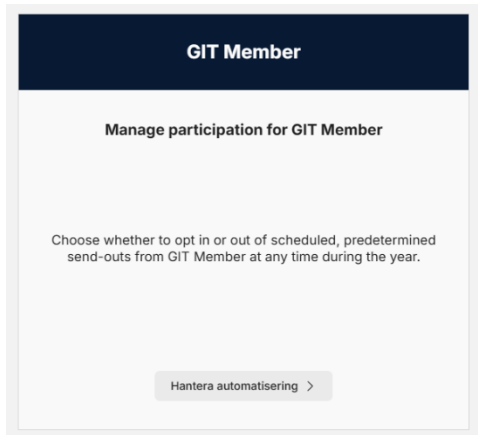 GIT Member
Manage participation for GIT Member
Choose whether to opt in or out of scheduled, predetermined
send-outs from GIT Member at any time during the year.
Hantera automatisering